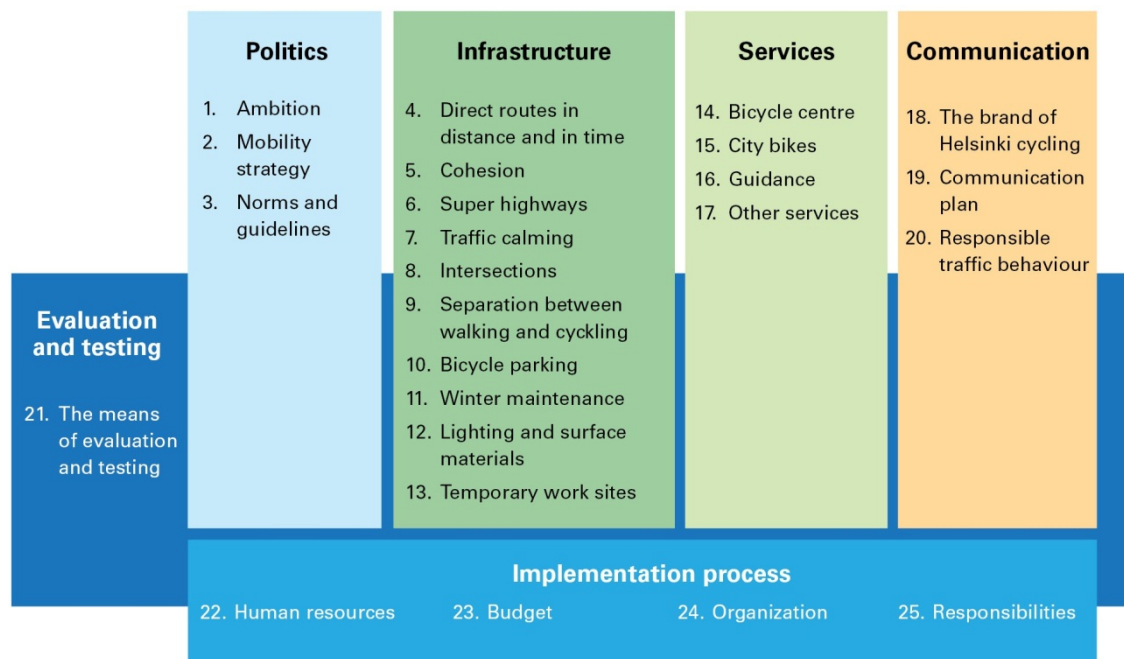 Politics
1. Ambition
2. Mobility
strategy
3. Norms and
guidelines
Infrastructure
4. Direct routes in
distance and in time
5. Cohesion
6. Super highways
7. Traffic calming
8. Intersections
9. Separation between
walking and cyckling
10. Bicycle parking
11. Winter maintenance
12. Lighting and surface
materials
13. Temporary work sites
Services
14. Bicycle centre
15. City bikes
16. Guidance
17. Other services
Communication
18. The brand of
Helsinki cycling
19. Communication
plan
20. Responsible
traffic behaviour
Evaluation
and testing
21. The means
of evaluation
and testing
Implementation process
22. Human resources
23. Budget
24. Organization
25. Responsibilities